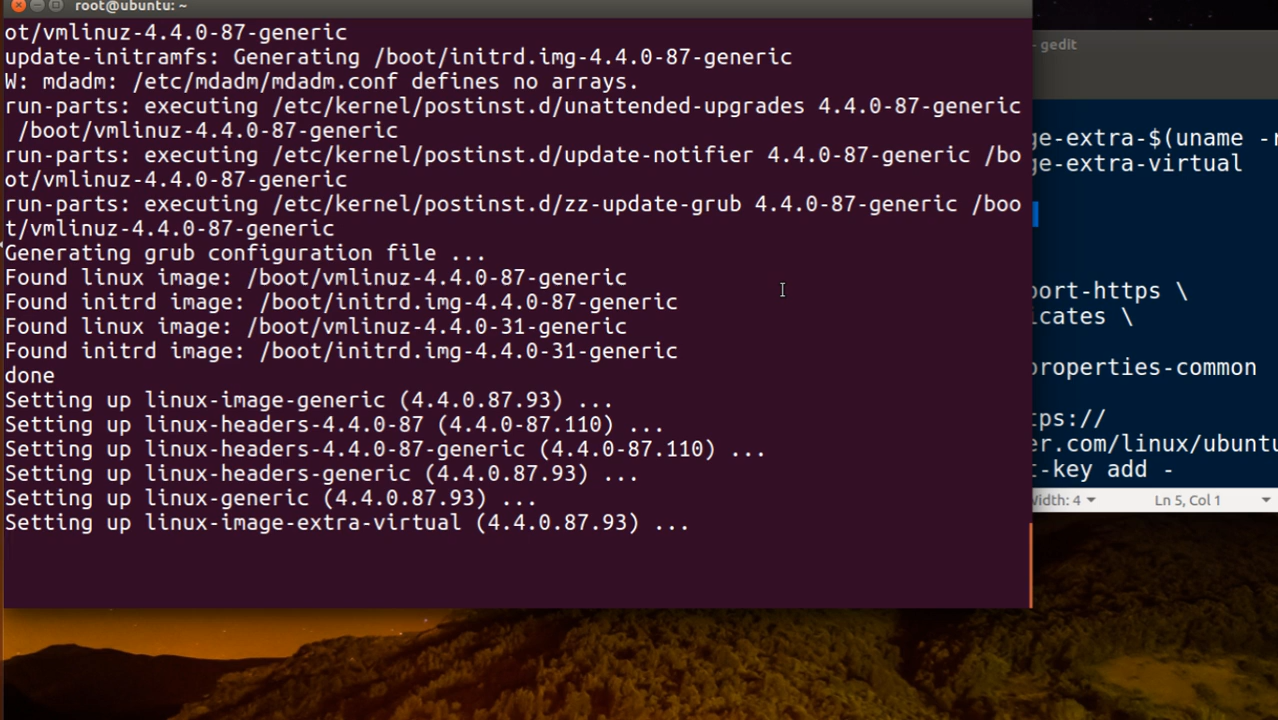 root@ubuntu: ~
ot/vmlinuz-4.4.0-87-generic
update-initramfs: Generating /boot/initrd.img-4.4.0-87-generic
W: mdadm: /etc/mdadm/mdadm.conf defines no arrays.
run-parts: executing /etc/kernel/postinst.d/unattended-upgrades 4.4.0-87-generic
/boot/vmlinuz-4.4.0-87-generic
run-parts: executing /etc/kernel/postinst.d/update-notifier 4.4.0-87-generic /bo
ot/vmlinuz-4.4.0-87-generic
run-parts: executing /etc/kernel/postinst.d/zz-update-grub 4.4.0-87-generic /boo
t/vmlinuz-4.4.0-87-generic
Generating grub configuration file ...
Found linux image: /boot/vmlinuz-4.4.0-87-generic
Found initrd image: /boot/initrd.img-4.4.0-87-generic
Found linux image: /boot/vmlinuz-4.4.0-31-generic
Found initrd image: /boot/initrd.img-4.4.0-31-generic
done
Setting up linux-image-generic (4.4.0.87.93) ...
Setting up linux-headers-4.4.0-87 (4.4.0-87.110) ...
Setting up linux-headers-4.4.0-87-generic (4.4.0-87.110) ...
Setting up linux-headers-generic (4.4.0.87.93) ...
Setting up linux-generic (4.4.0.87.93) ...
Setting up linux-image-extra-virtual (4.4.0.87.93) ...
- gedit
ge-extra-$(uname -r
ge-extra-virtual
port-https \
icates \
properties-common
tps://
er.com/linux/ubuntu
t-key add -
Width: 4
Ln 5, Col 1